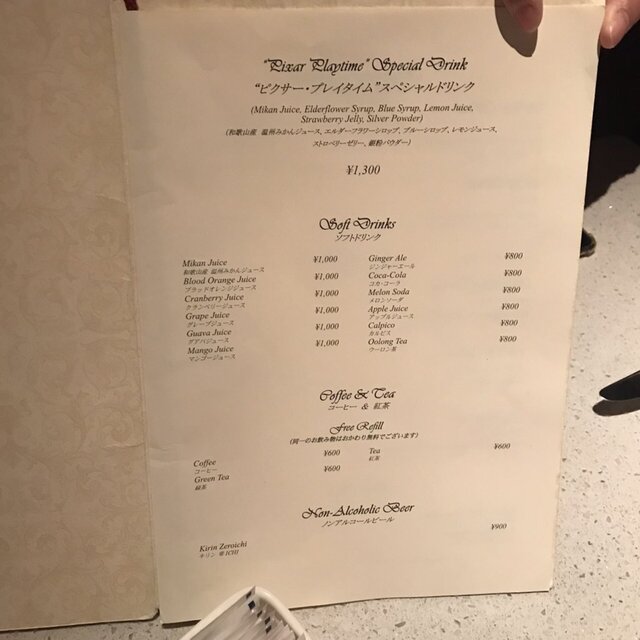 "Pixar Playtime" Special Drink
"ピクサー・プレイタイム"スペシャルドリンク
(Mikan Juice, Elderflower Syrup, Blue Syrup, Lemon Juice,
Strawberry Jelly, Silver Powder)
(和歌山産 温州みかんジュース、エルダーフラワーシロップ、ブルーシロップ、レモンジュース、
ストロベリーゼリー、銀粉パウダー)
¥1,300
Soft Drinks
ソフトドリンク
Mikan Juice ¥1,000
和歌山産 温州みかんジュース
Blood Orange Juice ¥1,000
ブラッドオレンジジュース
Cranberry Juice ¥1,000
クランベリージュース
Grape Juice ¥1,000
グレープジュース
Guava Juice ¥1,000
グアバジュース
Mango Juice ¥1,000
マンゴージュース
Ginger Ale ¥800
ジンジャーエール
Coca-Cola ¥800
コカ・コーラ
Melon Soda ¥800
メロンソーダ
Apple Juice ¥800
アップルジュース
Calpico ¥800
カルピス
Oolong Tea ¥800
ウーロン茶
Coffee & Tea
コーヒー & 紅茶
Free Refill
(同一のお飲み物はおかわり無料でございます)
Coffee ¥600
コーヒー
Green Tea ¥600
緑茶
Tea ¥600
紅茶
Non-Alcoholic Beer
ノンアルコールビール
Kirin Zeroichi ¥900
キリン 零ICHI